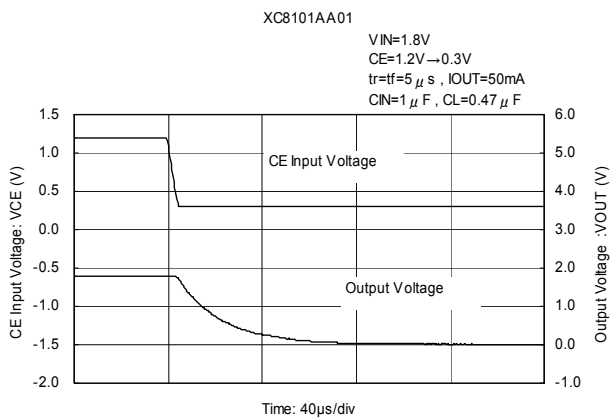 XC8101AA01
VIN=1.8V
CE=1.2V→0.3V
tr=tf=5μs , IOUT=50mA
CIN=1μF , CL=0.47μF
CE Input Voltage: VCE (V)
1.5
1.0
0.5
0.0
-0.5
-1.0
-1.5
-2.0
CE Input Voltage
Output Voltage
6.0
5.0
4.0
3.0
2.0
1.0
0.0
-1.0
Output Voltage :VOUT (V)
Time: 40μs/div